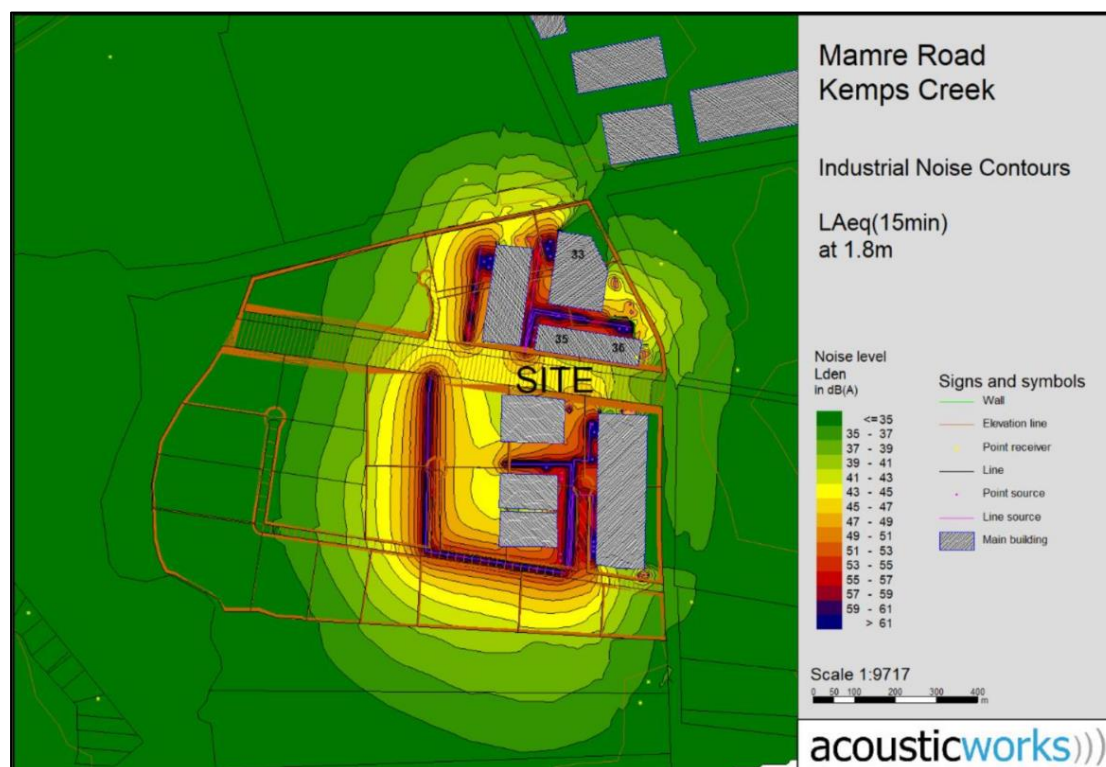 Mamre Road
Kemps Creek
Industrial Noise Contours
LAeq(15min)
at 1.8m
33
35
36
SITE
Noise level
Lden
in dB(A)
<=35
35 - 37
37 - 39
39 - 41
41 - 43
43 - 45
45 - 47
47 - 49
49 - 51
51 - 53
53 - 55
55 - 57
57 - 59
59 - 61
> 61
Signs and symbols
Wall
Elevation line
Point receiver
Line
Point source
Line source
Main building
Scale 1:9717
0 50 100 200 300 400
m
acousticworks)))